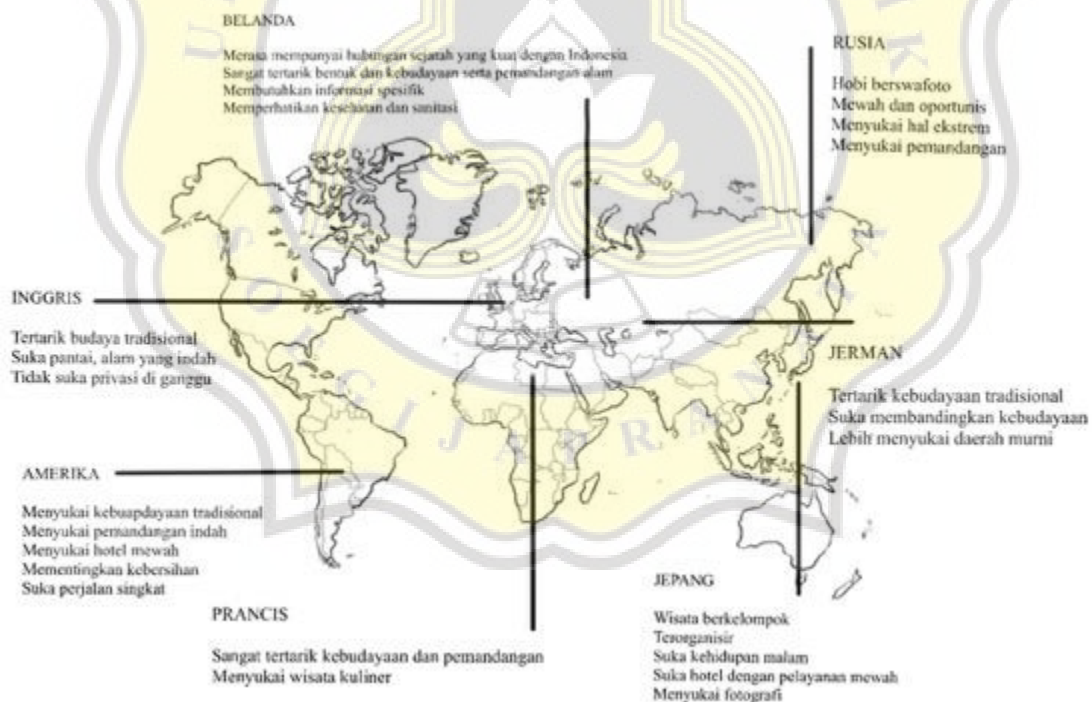 BELANDA
Merasa mempunyai hubungan sejarah yang kuat dengan Indonesia
Sangat tertarik bentuk dan kebudayaan serta pemandangan alam
Membutuhkan informasi spesifik
Memperhatikan kesehatan dan sanitasi
RUSIA
Hobi berswafoto
Mewah dan oportunis
Menyukai hal ekstrem
Menyukai pemandangan
INGGRIS
Tertarik budaya tradisional
Suka pantai, alam yang indah
Tidak suka privasi di ganggu
JERMAN
Tertarik kebudayaan tradisional
Suka membandingkan kebudayaan
Lebih menyukai daerah murni
AMERIKA
Menyukai kebuapdayaan tradisional
Menyukai pemandangan indah
Menyukai hotel mewah
Mementingkan kebersihan
Suka perjalan singkat
PRANCIS
Sangat tertarik kebudayaan dan pemandangan
Menyukai wisata kuliner
JEPANG
Wisata berkelompok
Terorganisir
Suka kehidupan malam
Suka hotel dengan pelayanan mewah
Menyukai fotografi